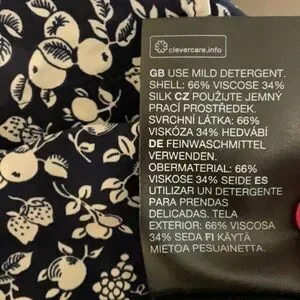 clevercare.info
GB USE MILD DETERGENT.
SHELL: 66% VISCOSE 34%
SILK CZ POUŽIJTE JEMNÝ
PRACÍ PROSTŘEDEK.
SVRCHNÍ LÁTKA: 66%
VISKÓZA 34% HEDVÁBÍ
DE FEINWASCHMITTEL
VERWENDEN.
OBERMATERIAL: 66%
VISKOSE 34% SEIDE ES
UTILIZAR UN DETERGENTE
PARA PRENDAS
DELICADAS. TELA
EXTERIOR: 66% VISCOSA
34% SEDA FI KÄYTÄ
MIETOA PESUAINETTA.